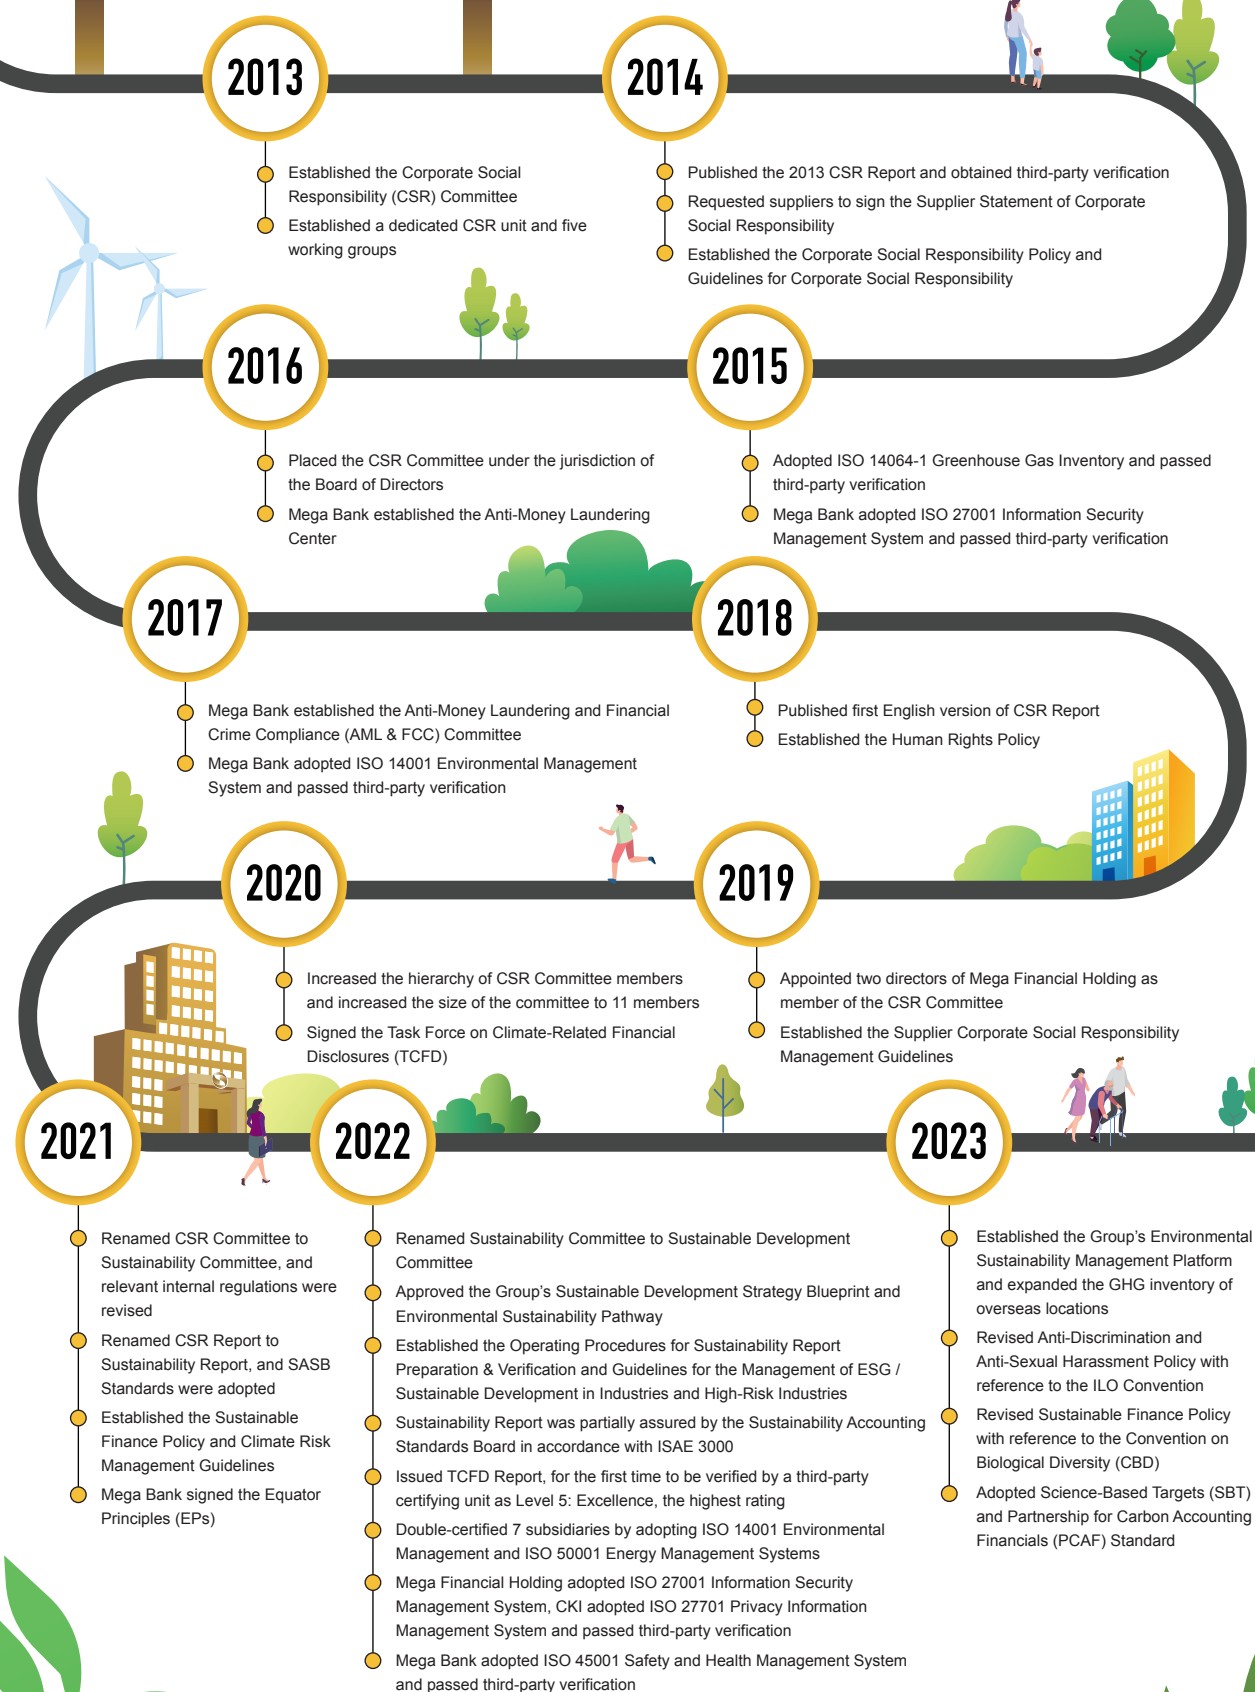 2013
Established the Corporate Social
Responsibility (CSR) Committee
Established a dedicated CSR unit and five
working groups
2014
Published the 2013 CSR Report and obtained third-party verification
Requested suppliers to sign the Supplier Statement of Corporate
Social Responsibility
Established the Corporate Social Responsibility Policy and
Guidelines for Corporate Social Responsibility
2015
Adopted ISO 14064-1 Greenhouse Gas Inventory and passed
third-party verification
Mega Bank adopted ISO 27001 Information Security
Management System and passed third-party verification
2016
Placed the CSR Committee under the jurisdiction of
the Board of Directors
Mega Bank established the Anti-Money Laundering
Center
2017
Mega Bank established the Anti-Money Laundering and Financial
Crime Compliance (AML & FCC) Committee
Mega Bank adopted ISO 14001 Environmental Management
System and passed third-party verification
2018
Published first English version of CSR Report
Established the Human Rights Policy
2019
Appointed two directors of Mega Financial Holding as
member of the CSR Committee
Established the Supplier Corporate Social Responsibility
Management Guidelines
2020
Increased the hierarchy of CSR Committee members
and increased the size of the committee to 11 members
Signed the Task Force on Climate-Related Financial
Disclosures (TCFD)
2021
Renamed CSR Committee to
Sustainability Committee, and
relevant internal regulations were
revised
Renamed CSR Report to
Sustainability Report, and SASB
Standards were adopted
Established the Sustainable
Finance Policy and Climate Risk
Management Guidelines
Mega Bank signed the Equator
Principles (EPs)
2022
Renamed Sustainability Committee to Sustainable Development
Committee
Approved the Group's Sustainable Development Strategy Blueprint and
Environmental Sustainability Pathway
Established the Operating Procedures for Sustainability Report
Preparation & Verification and Guidelines for the Management of ESG /
Sustainable Development in Industries and High-Risk Industries
Sustainability Report was partially assured by the Sustainability Accounting
Standards Board in accordance with ISAE 3000
Issued TCFD Report, for the first time to be verified by a third-party
certifying unit as Level 5: Excellence, the highest rating
Double-certified 7 subsidiaries by adopting ISO 14001 Environmental
Management and ISO 50001 Energy Management Systems
Mega Financial Holding adopted ISO 27001 Information Security
Management System, CKI adopted ISO 27701 Privacy Information
Management System and passed third-party verification
Mega Bank adopted ISO 45001 Safety and Health Management System
and passed third-party verification
2023
Established the Group's Environmental
Sustainability Management Platform
and expanded the GHG inventory of
overseas locations
Revised Anti-Discrimination and
Anti-Sexual Harassment Policy with
reference to the ILO Convention
Revised Sustainable Finance Policy
with reference to the Convention on
Biological Diversity (CBD)
Adopted Science-Based Targets (SBT)
and Partnership for Carbon Accounting
Financials (PCAF) Standard